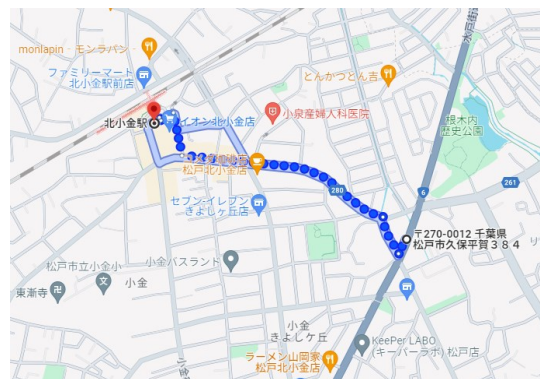 monlapin・モンラパン・
ファミリーマート
北小金駅前店
とんかつとん吉
水戸街道
北小金駅
イオン北小金店
小泉産婦人科医院
根木内
歴史公園
松戸北小金店
280
6
261
セブン-イレブン
きよしヶ丘店
〒270-0012 千葉県
松戸市久保平賀384
松戸市立小金小
小金バスランド
小金
東漸寺
小金
きよしケ丘
KeePer LABO
(キーパーラボ) 松戸店
ラーメン山岡家
松戸北小金店